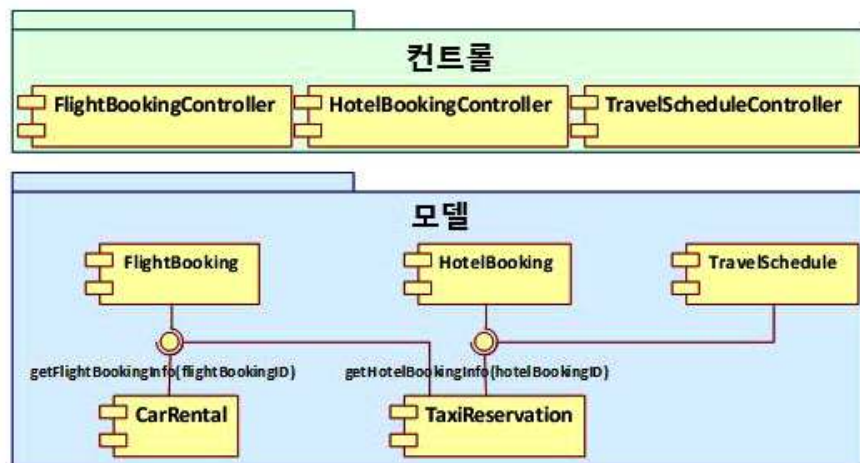 컨트롤
FlightBookingController
HotelBookingController
TravelScheduleController
모델
FlightBooking
HotelBooking
TravelSchedule
getFlightBookingInfo(flightBookingID)
getHotelBookingInfo(hotelBookingID)
CarRental
TaxiReservation